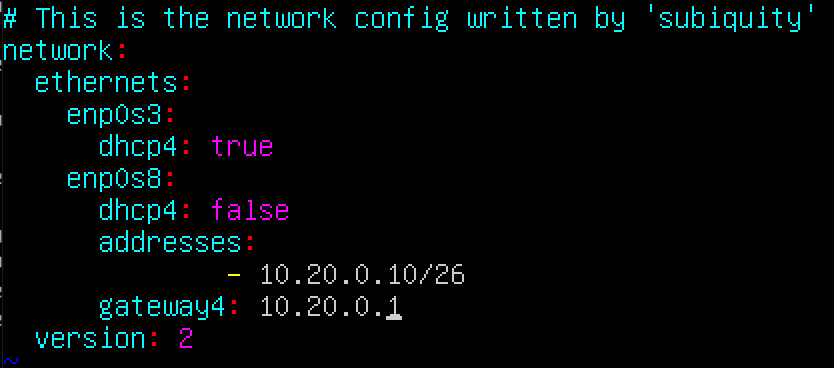 # This is the network config written by 'subiquity'
network:
  ethernets:
    enp0s3:
      dhcp4: true
    enp0s8:
      dhcp4: false
      addresses:
              - 10.20.0.10/26
      gateway4: 10.20.0.1
  version: 2
~